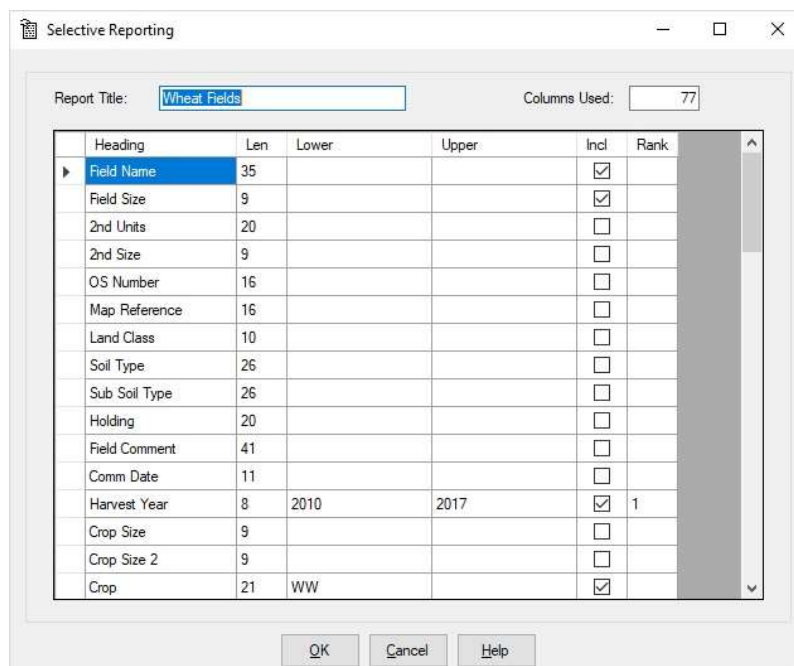 Selective Reporting
Report Title: Wheat Fields Columns Used: 77
Heading Len Lower Upper Incl Rank
Field Name 35
Field Size 9
2nd Units 20
2nd Size 9
OS Number 16
Map Reference 16
Land Class 10
Soil Type 26
Sub Soil Type 26
Holding 20
Field Comment 41
Comm Date 11
Harvest Year 8 2010 2017 1
Crop Size 9
Crop Size 2 9
Crop 21 WW
OK Cancel Help